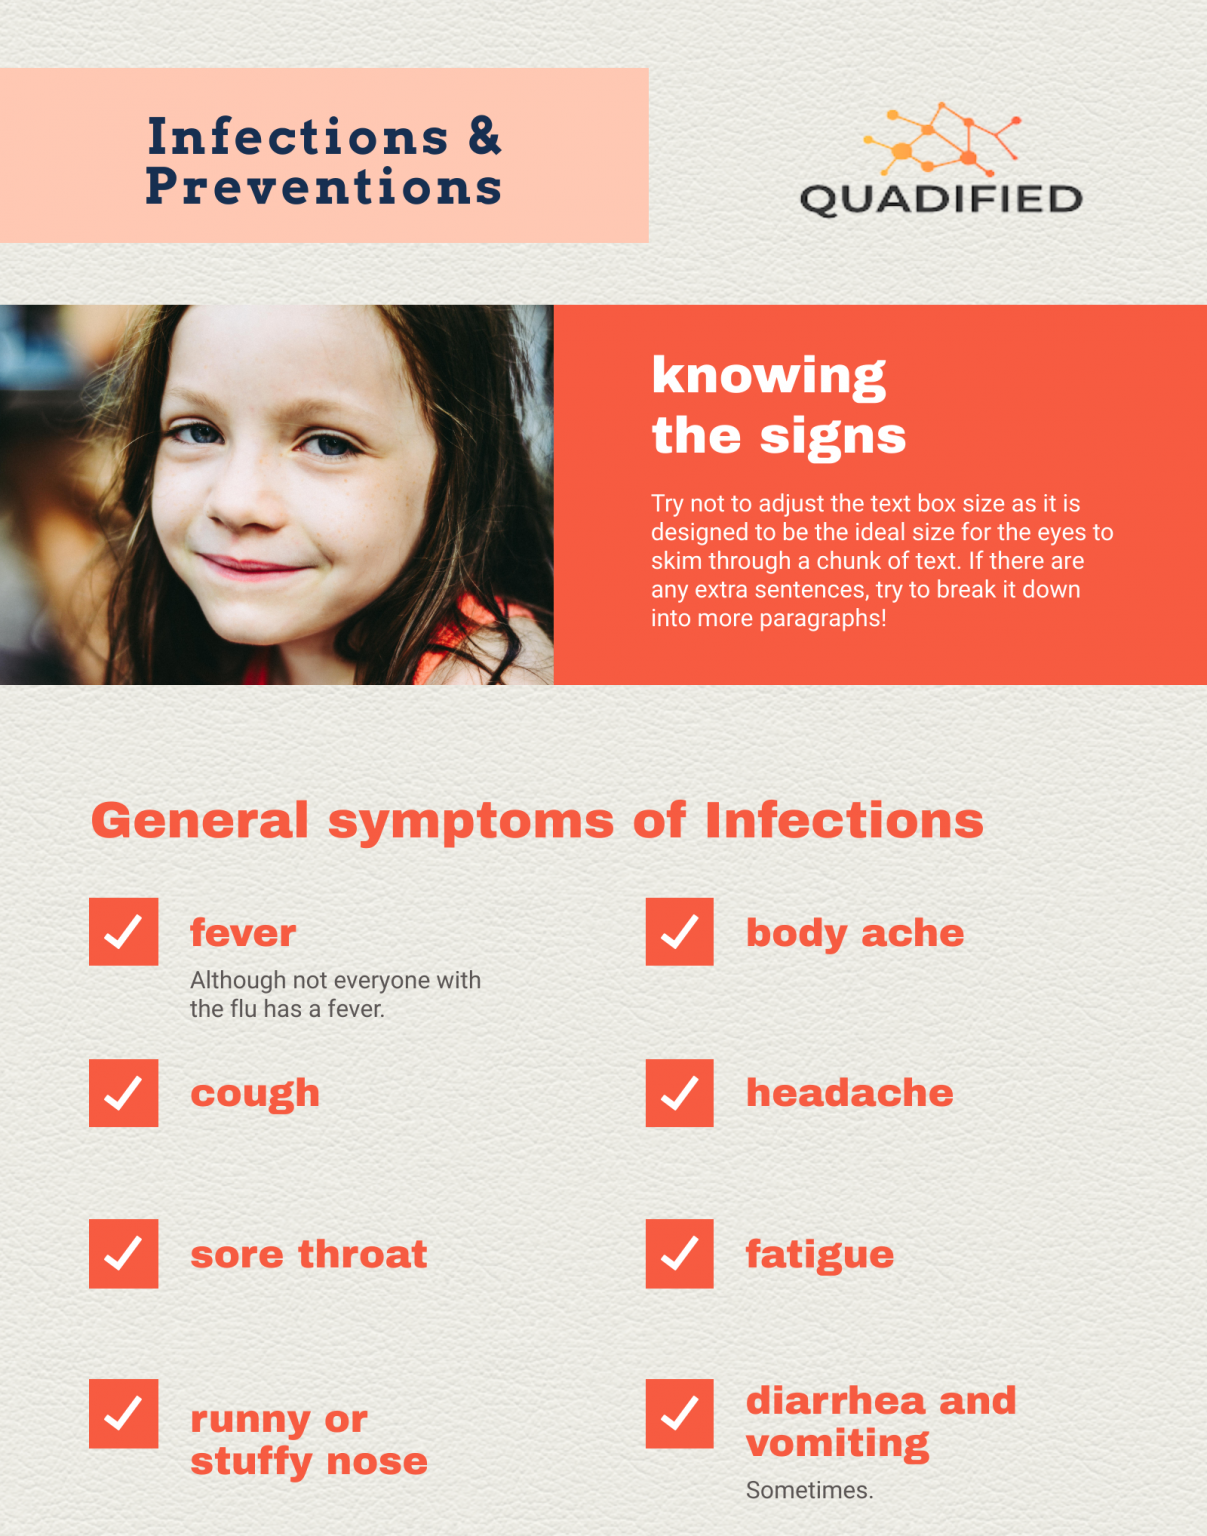 Infections &
Preventions
QUADIFIED
knowing
the signs
Try not to adjust the text box size as it is
designed to be the ideal size for the eyes to
skim through a chunk of text. If there are
any extra sentences, try to break it down
into more paragraphs!
General symptoms of Infections
fever
Although not everyone with
the flu has a fever.
body ache
cough
headache
sore throat
fatigue
runny or
stuffy nose
diarrhea and
vomiting
Sometimes.